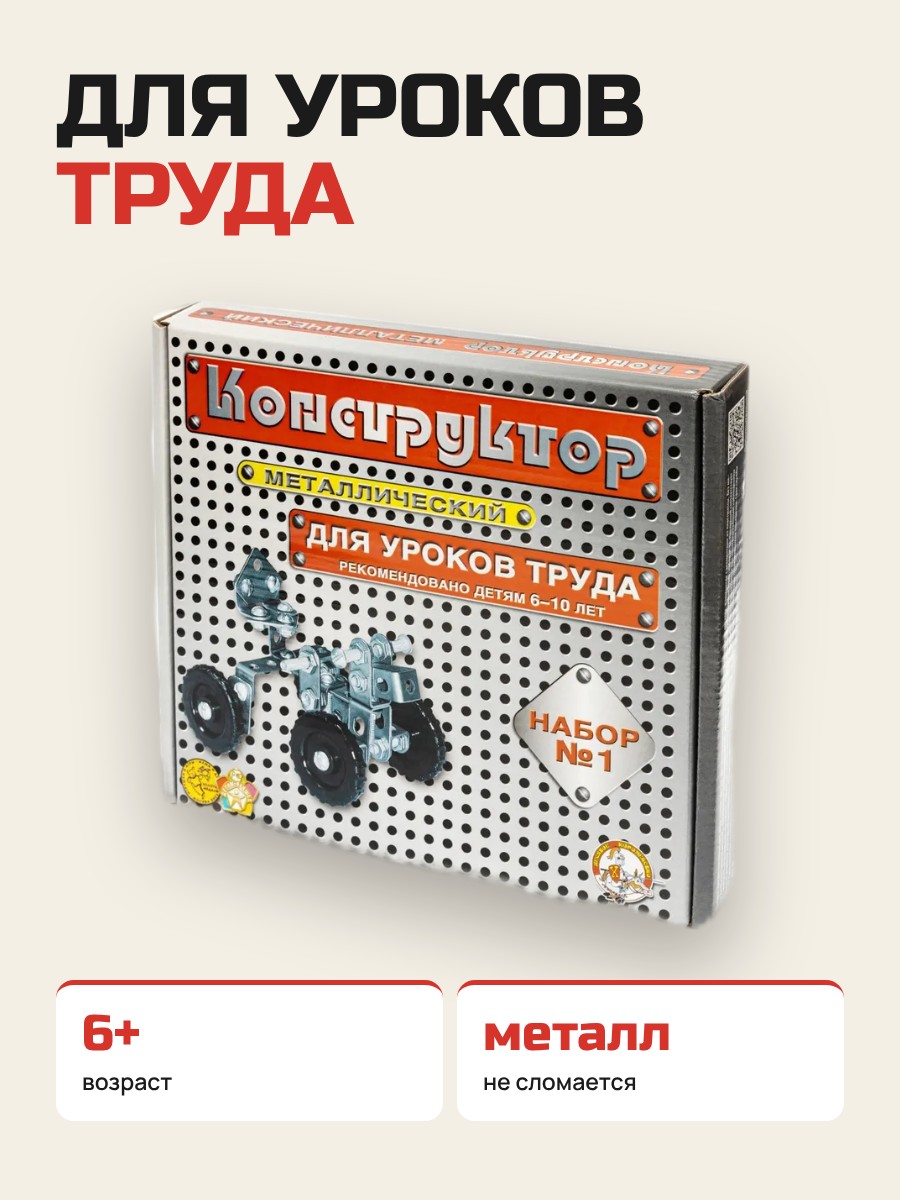 ДЛЯ УРОКОВ
ТРУДА
Конструктор МЕТАЛЛИЧЕСКИЙ
Конструктор
МЕТАЛЛИЧЕСКИЙ
ДЛЯ УРОКОВ ТРУДА
РЕКОМЕНДОВАНО ДЕТЯМ 6–10 ЛЕТ
НАБОР
№1
6+
возраст
металл
не сломается